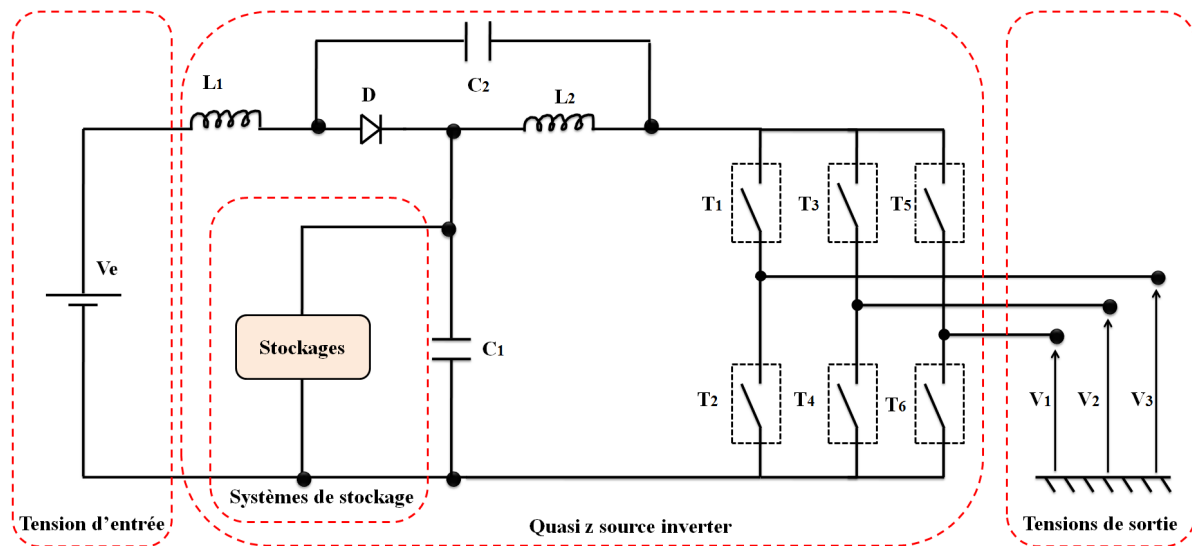 C2
L1
D
L2
T1
T3
T5
Ve
Stockages
C1
T2
T4
T6
V1
V2
V3
Systèmes de stockage
Tension d’entrée
Quasi z source inverter
Tensions de sortie